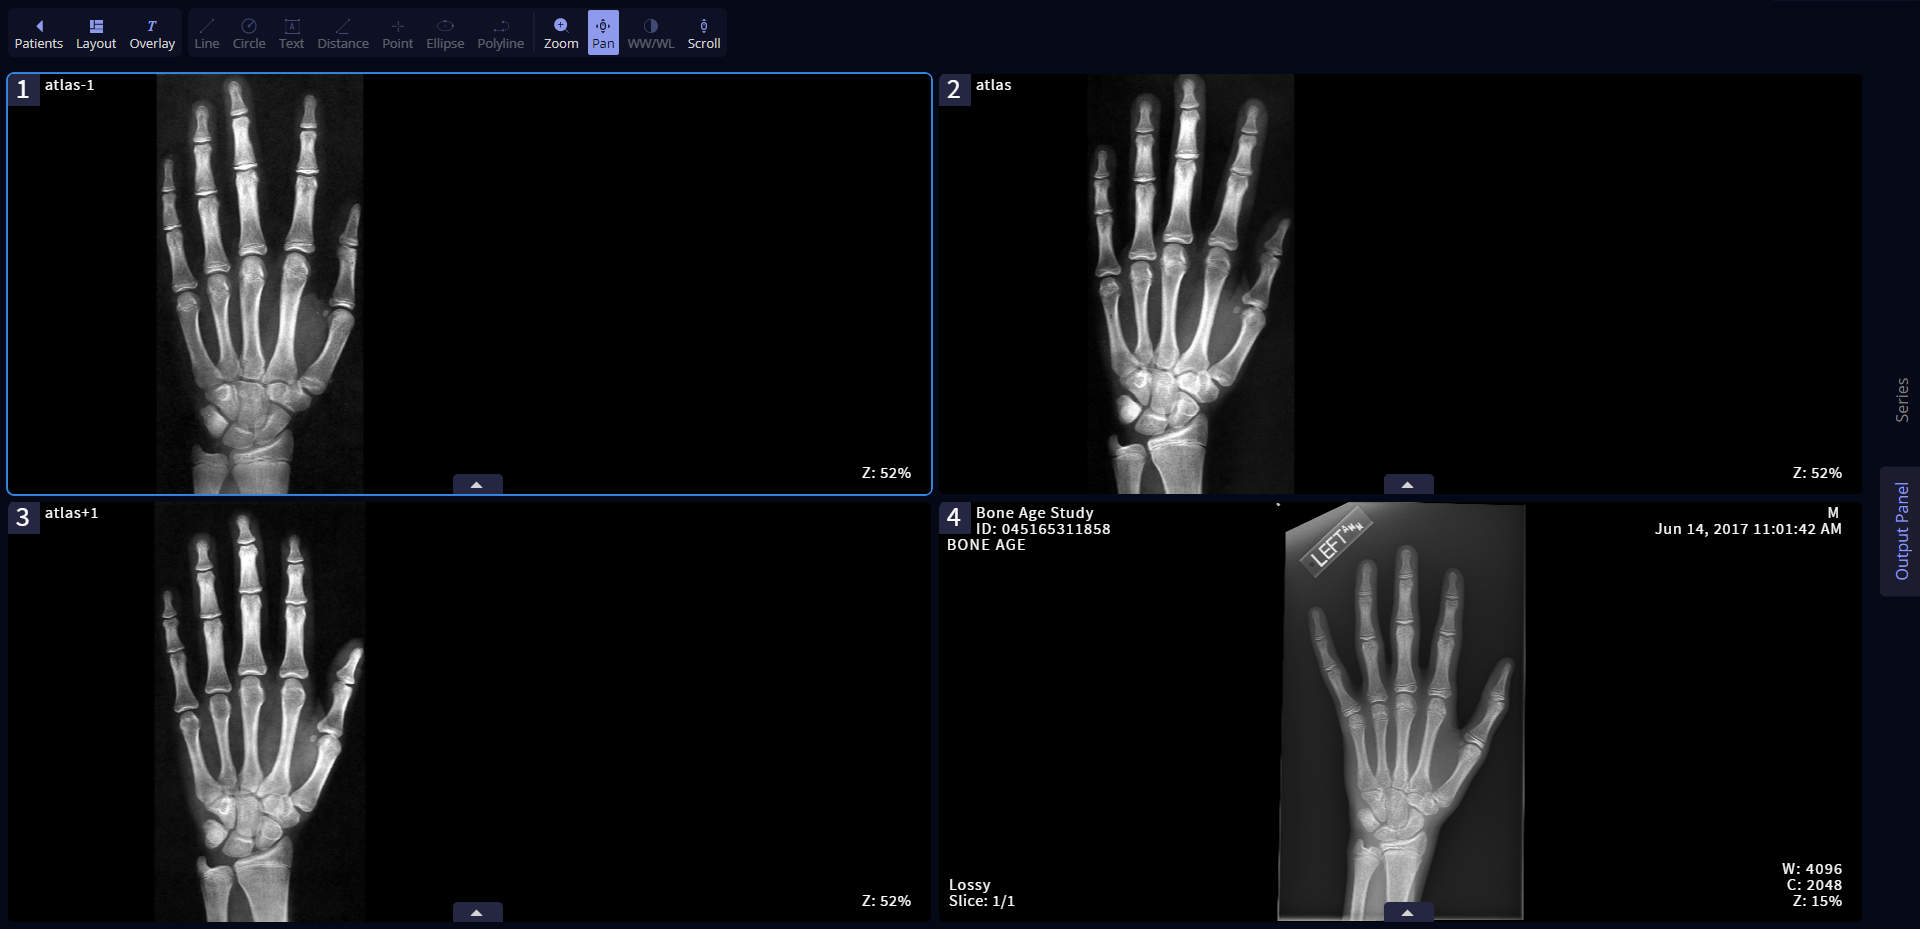 Patients Layout Overlay Line Circle Text Distance Point Ellipse Polyline Zoom Pan WW/WL Scroll
1 atlas-1
Z: 52%
2 atlas
Z: 52%
3 atlas+1
Z: 52%
4 Bone Age Study
ID: 045165311858
BONE AGE
M
Jun 14, 2017 11:01:42 AM
LEFT
Lossy
Slice: 1/1
W: 4096
C: 2048
Z: 15%
Series
Output Panel